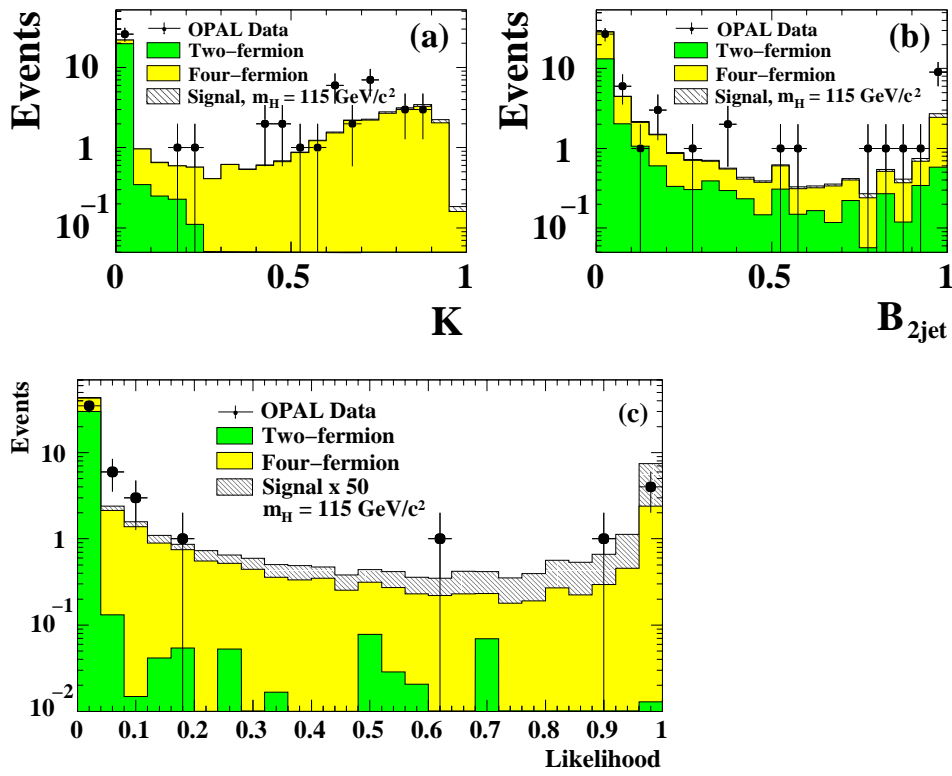 Events
10
1
10⁻¹
OPAL Data
Two−fermion
Four−fermion
Signal, m_H = 115 GeV/c²
(a)
0 0.5 1
K
Events
10
1
10⁻¹
OPAL Data
Two−fermion
Four−fermion
Signal, m_H = 115 GeV/c²
(b)
0 0.5 1
B_2jet
Events
10
1
10⁻¹
10⁻²
OPAL Data
Two−fermion
Four−fermion
Signal x 50
m_H = 115 GeV/c²
(c)
0 0.1 0.2 0.3 0.4 0.5 0.6 0.7 0.8 0.9 1
Likelihood